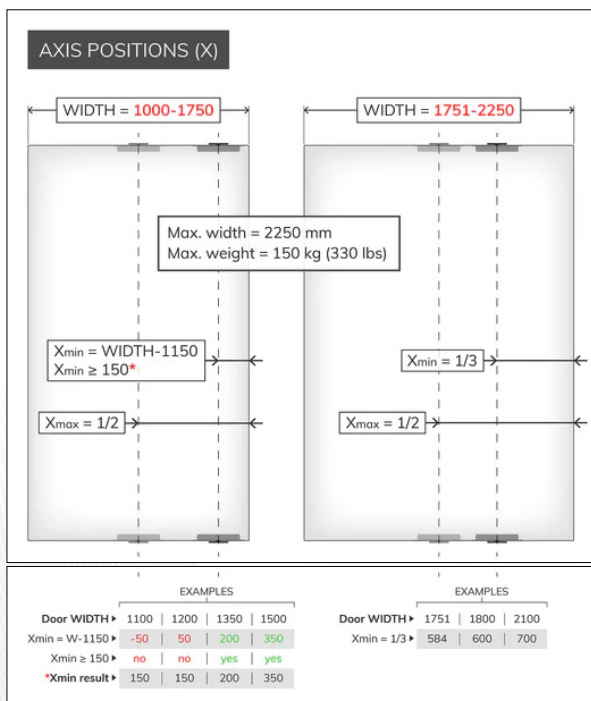 AXIS POSITIONS (X)
WIDTH = 1000-1750
WIDTH = 1751-2250
Max. width = 2250 mm
Max. weight = 150 kg (330 lbs)
Xmin = WIDTH-1150
Xmin ≥ 150*
Xmin = 1/3
Xmax = 1/2
Xmax = 1/2
EXAMPLES
Door WIDTH 1100 | 1200 | 1350 | 1500
Xmin = W-1150 -50 | 50 | 200 | 350
Xmin ≥ 150 no | no | yes | yes
*Xmin result 150 | 150 | 200 | 350
EXAMPLES
Door WIDTH 1751 | 1800 | 2100
Xmin = 1/3 584 | 600 | 700